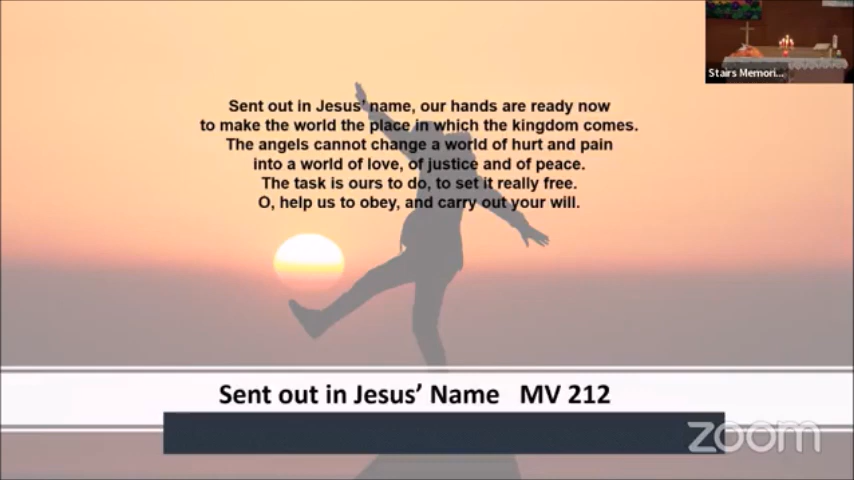 Stairs Memori...
Sent out in Jesus' name, our hands are ready now
to make the world the place in which the kingdom comes.
The angels cannot change a world of hurt and pain
into a world of love, of justice and of peace.
The task is ours to do, to set it really free.
O, help us to obey, and carry out your will.
Sent out in Jesus’ Name   MV 212
zoom